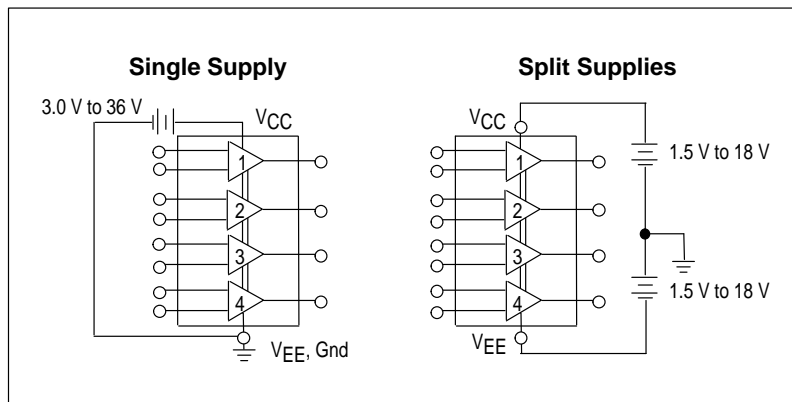 Single Supply
3.0 V to 36 V
VCC
1
2
3
4
VEE, Gnd
Split Supplies
VCC
1
2
3
4
VEE
1.5 V to 18 V
1.5 V to 18 V